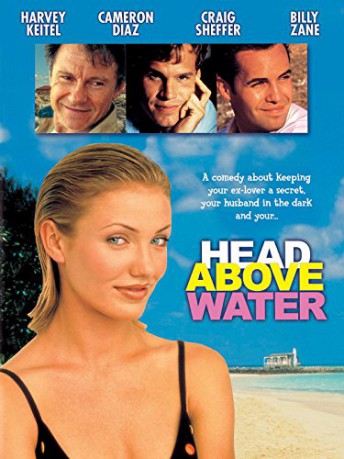 HARVEY KEITEL
CAMERON DIAZ
CRAIG SHEFFER
BILLY ZANE
A comedy about keeping
your ex-lover a secret,
your husband in the dark
and your..
HEAD
ABOVE
WATER